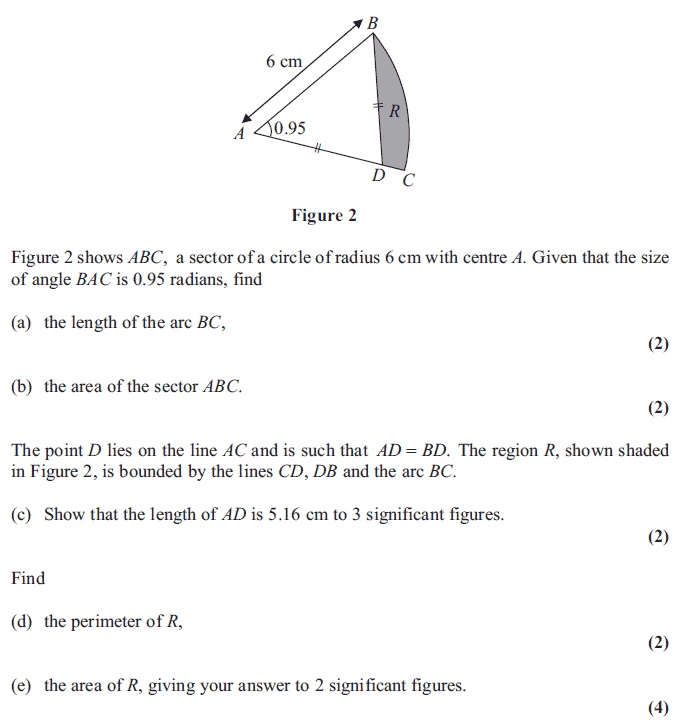 B
6 cm
R
A
0.95
D
C
Figure 2
Figure 2 shows ABC, a sector of a circle of radius 6 cm with centre A. Given that the size
of angle BAC is 0.95 radians, find
(a) the length of the arc BC,
(2)
(b) the area of the sector ABC.
(2)
The point D lies on the line AC and is such that AD = BD. The region R, shown shaded
in Figure 2, is bounded by the lines CD, DB and the arc BC.
(c) Show that the length of AD is 5.16 cm to 3 significant figures.
(2)
Find
(d) the perimeter of R,
(2)
(e) the area of R, giving your answer to 2 significant figures.
(4)